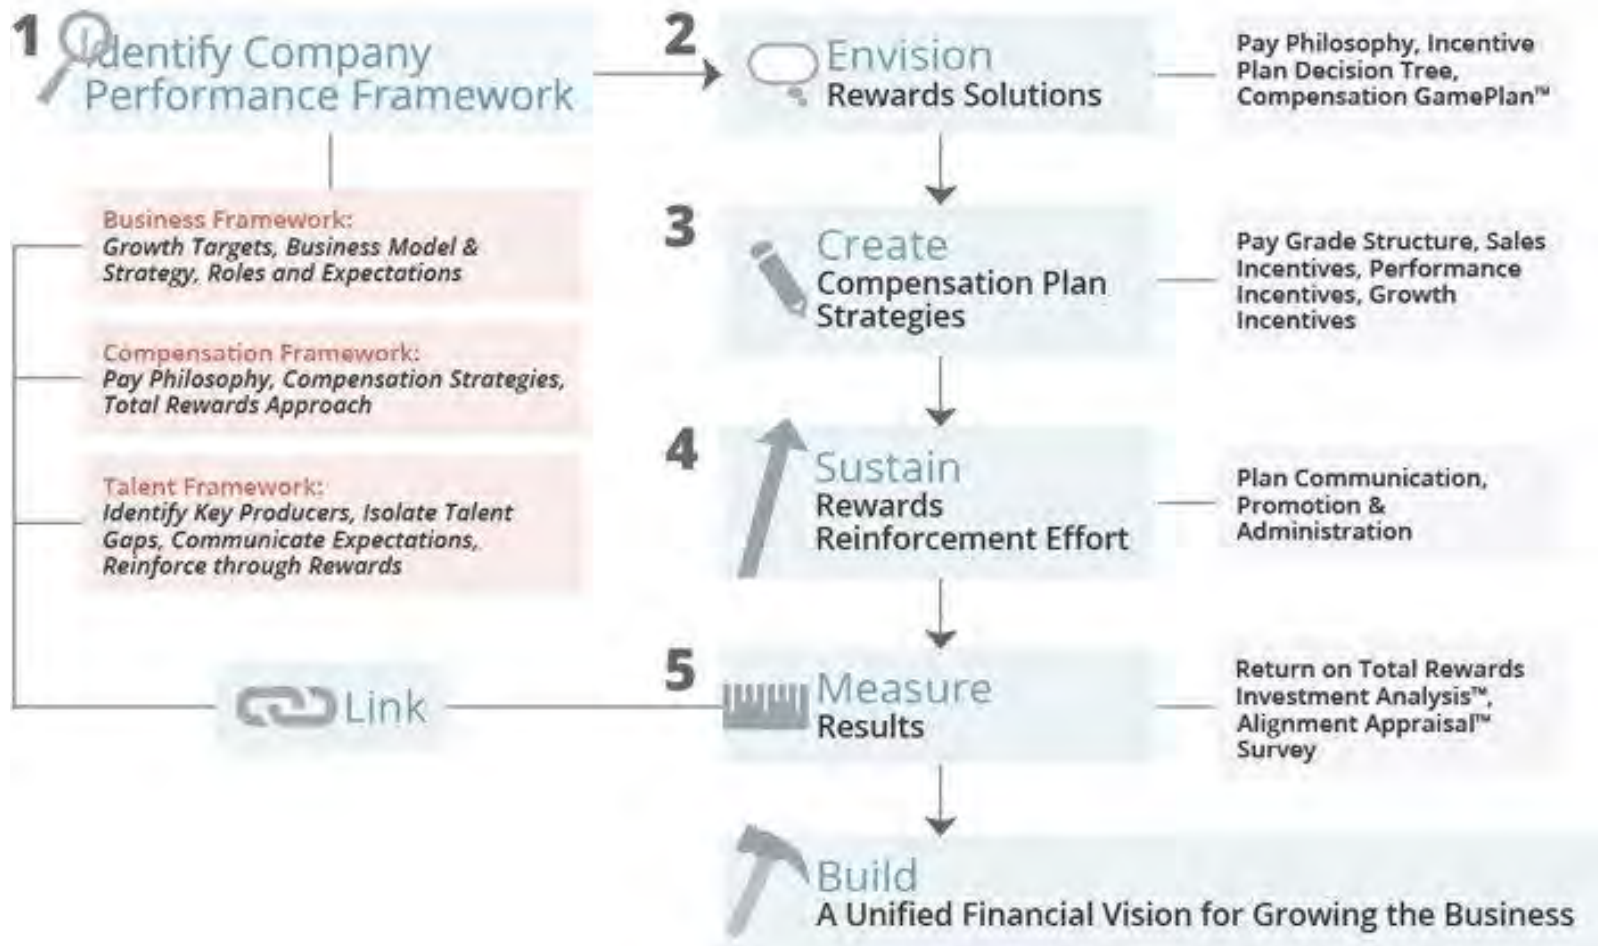 1
Identify Company
Performance Framework
Business Framework:
Growth Targets, Business Model &
Strategy, Roles and Expectations
Compensation Framework:
Pay Philosophy, Compensation Strategies,
Total Rewards Approach
Talent Framework:
Identify Key Producers, Isolate Talent
Gaps, Communicate Expectations,
Reinforce through Rewards
Link
2
Envision
Rewards Solutions
Pay Philosophy, Incentive
Plan Decision Tree,
Compensation GamePlan™
3
Create
Compensation Plan
Strategies
Pay Grade Structure, Sales
Incentives, Performance
Incentives, Growth
Incentives
4
Sustain
Rewards
Reinforcement Effort
Plan Communication,
Promotion &
Administration
5
Measure
Results
Return on Total Rewards
Investment Analysis™,
Alignment Appraisal™
Survey
Build
A Unified Financial Vision for Growing the Business